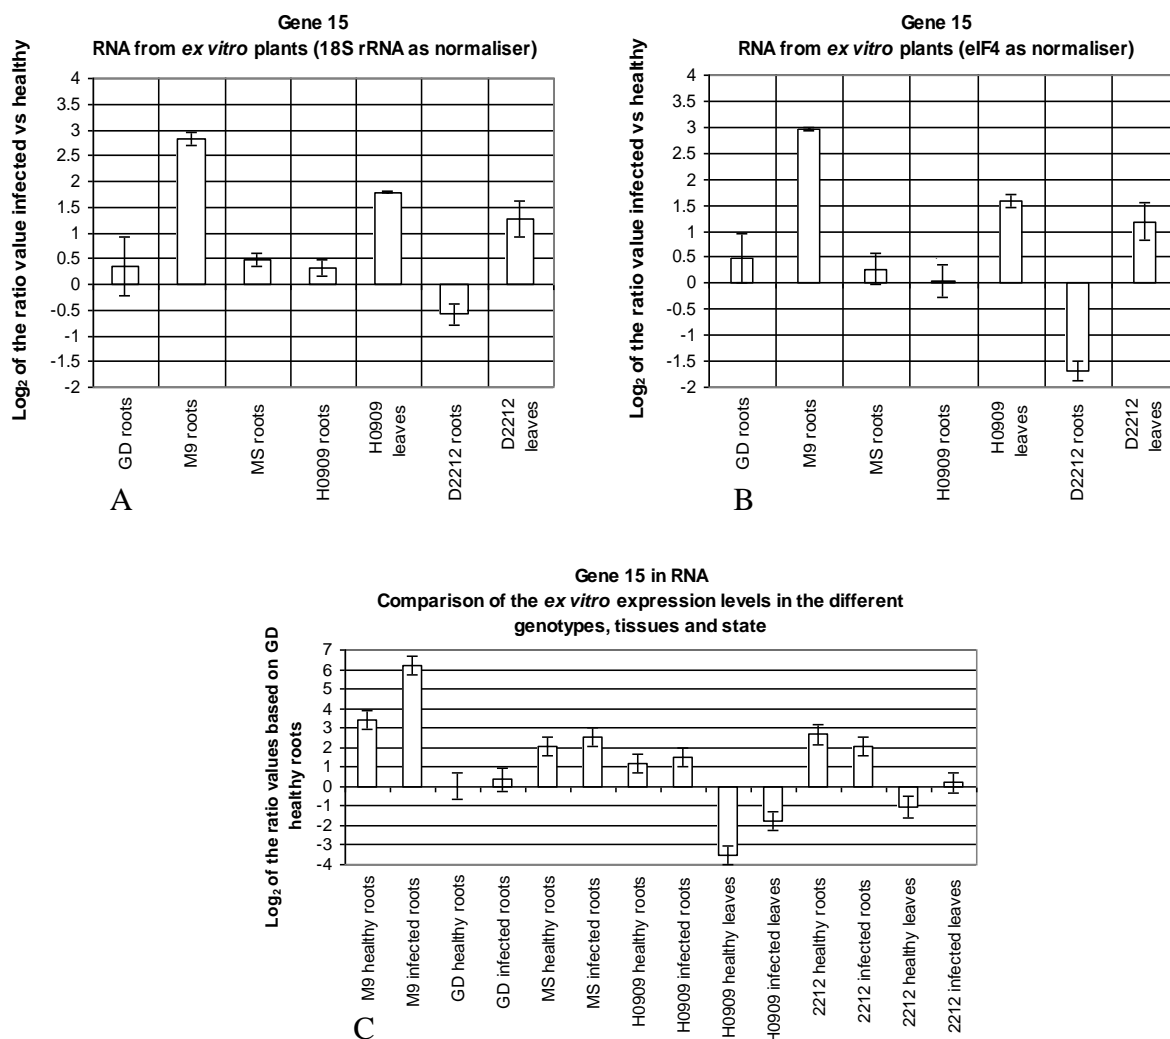 Gene 15
RNA from ex vitro plants (18S rRNA as normaliser)
Log2 of the ratio value infected vs healthy
4
3.5
3
2.5
2
1.5
1
0.5
0
-0.5
-1
-1.5
-2
GD roots
M9 roots
MS roots
H0909 roots
H0909
leaves
D2212 roots
D2212
leaves
A
Gene 15
RNA from ex vitro plants (eIF4 as normaliser)
Log2 of the ratio value infected vs healthy
4
3.5
3
2.5
2
1.5
1
0.5
0
-0.5
-1
-1.5
-2
GD roots
M9 roots
MS roots
H0909 roots
H0909
leaves
D2212 roots
D2212
leaves
B
Gene 15 in RNA
Comparison of the ex vitro expression levels in the different
genotypes, tissues and state
Log2 of the ratio values based on GD
healthy roots
7
6
5
4
3
2
1
0
-1
-2
-3
-4
M9 healthy roots
M9 infected roots
GD healthy roots
GD infected roots
MS healthy roots
MS infected roots
H0909 healthy roots
H0909 infected roots
H0909 healthy leaves
H0909 infected leaves
2212 healthy roots
2212 infected roots
2212 healthy leaves
2212 infected leaves
C